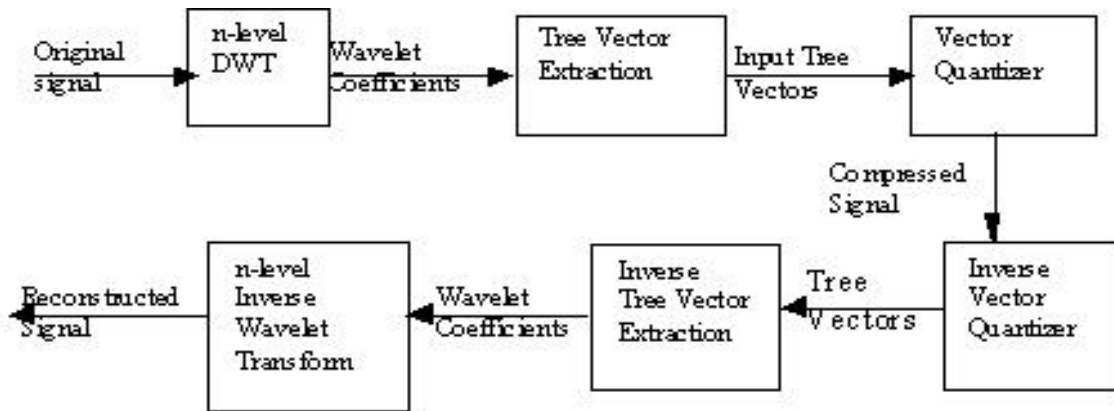 Original
signal
n-level
DWT
Wavelet
Coefficients
Tree Vector
Extraction
Input Tree
Vectors
Vector
Quantizer
Compressed
Signal
Inverse
Vector
Quantizer
Tree
Vectors
Inverse
Tree Vector
Extraction
Wavelet
Coefficients
n-level
Inverse
Wavelet
Transform
Reconstructed
Signal